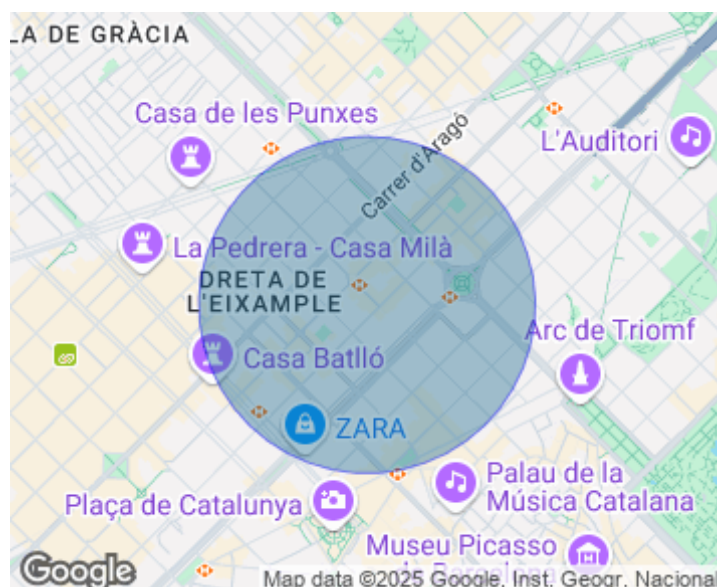 LA DE GRÀCIA
Casa de les Punxes
Carrer d'Aragó
L'Auditori
La Pedrera - Casa Milà
DRETA DE
L'EIXAMPLE
Arc de Triomf
Casa Batlló
ZARA
Palau de la
Música Catalana
Plaça de Catalunya
Museu Picasso
de Barcelona
Google
Map data ©2025 Google, Inst. Geogr. Nacional